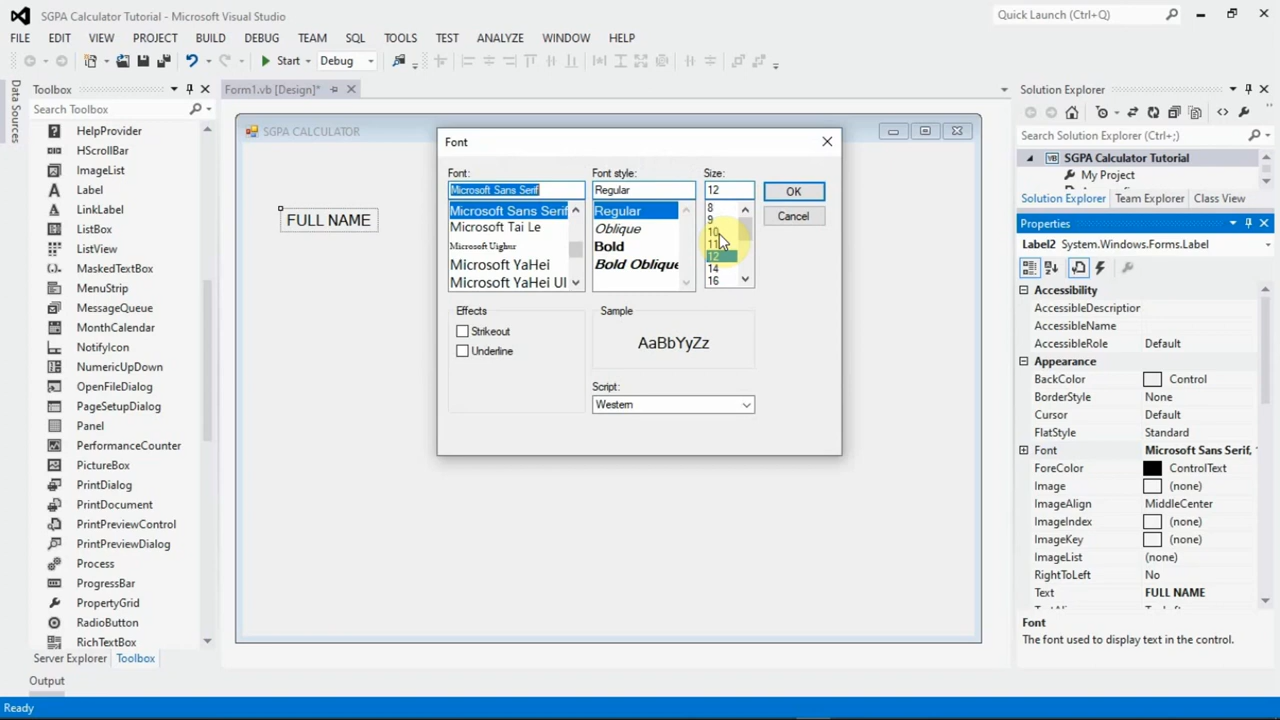 SGPA Calculator Tutorial - Microsoft Visual Studio
Quick Launch (Ctrl+Q)
FILE EDIT VIEW PROJECT BUILD DEBUG TEAM SQL TOOLS TEST ANALYZE WINDOW HELP
Start Debug
Data Sources
Toolbox
Search Toolbox
HelpProvider
HScrollBar
ImageList
Label
LinkLabel
ListBox
ListView
MaskedTextBox
MenuStrip
MessageQueue
MonthCalendar
NotifyIcon
NumericUpDown
OpenFileDialog
PageSetupDialog
Panel
PerformanceCounter
PictureBox
PrintDialog
PrintDocument
PrintPreviewControl
PrintPreviewDialog
Process
ProgressBar
PropertyGrid
RadioButton
RichTextBox
Server Explorer Toolbox
Form1.vb [Design]*
SGPA CALCULATOR
FULL NAME
Font
Font:
Microsoft Sans Serif
Microsoft Sans Serif
Microsoft Tai Le
Microsoft Uighur
Microsoft YaHei
Microsoft YaHei UI
Font style:
Regular
Regular
Oblique
Bold
Bold Oblique
Size:
12
8
9
10
11
12
14
16
OK
Cancel
Effects
Strikeout
Underline
Sample
AaBbYyZz
Script:
Western
Solution Explorer
Search Solution Explorer (Ctrl+;)
SGPA Calculator Tutorial
My Project
Solution Explorer Team Explorer Class View
Properties
Label2 System.Windows.Forms.Label
Accessibility
AccessibleDescription
AccessibleName
AccessibleRole Default
Appearance
BackColor Control
BorderStyle None
Cursor Default
FlatStyle Standard
Font Microsoft Sans Serif,
ForeColor ControlText
Image (none)
ImageAlign MiddleCenter
ImageIndex (none)
ImageKey (none)
ImageList (none)
RightToLeft No
Text FULL NAME
Font
The font used to display text in the control.
Output
Ready